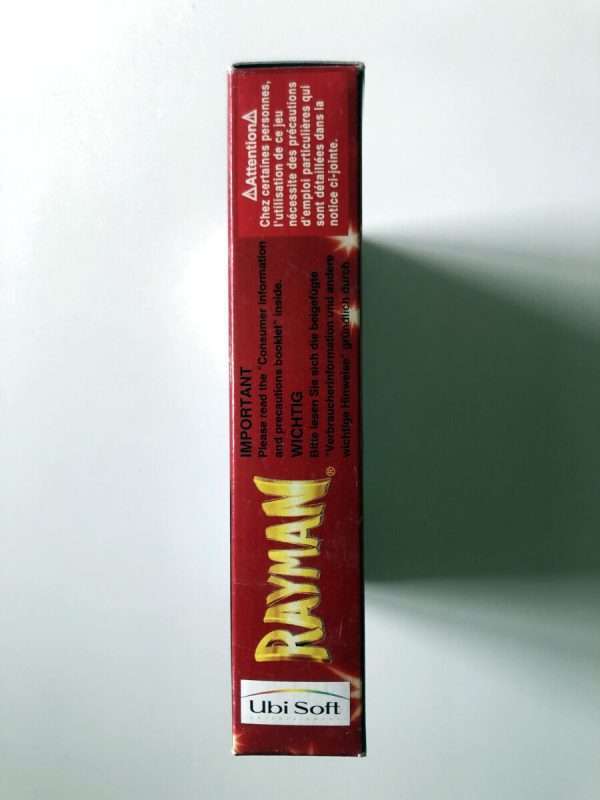 ⚠Attention⚠
Chez certaines personnes,
l'utilisation de ce jeu
nécessite des précautions
d'emploi particulières qui
sont détaillées dans la
notice ci-jointe.
IMPORTANT
Please read the "Consumer information
and precautions booklet" inside.
WICHTIG
Bitte lesen Sie sich die beigefügte
"Verbraucherinformation und andere
wichtige Hinweise" gründlich durch
RAYMAN®
Ubi Soft